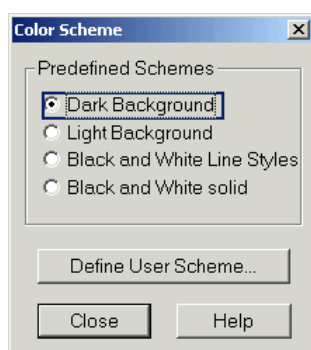 Color Scheme
Predefined Schemes
Dark Background
Light Background
Black and White Line Styles
Black and White solid
Define User Scheme...
Close Help